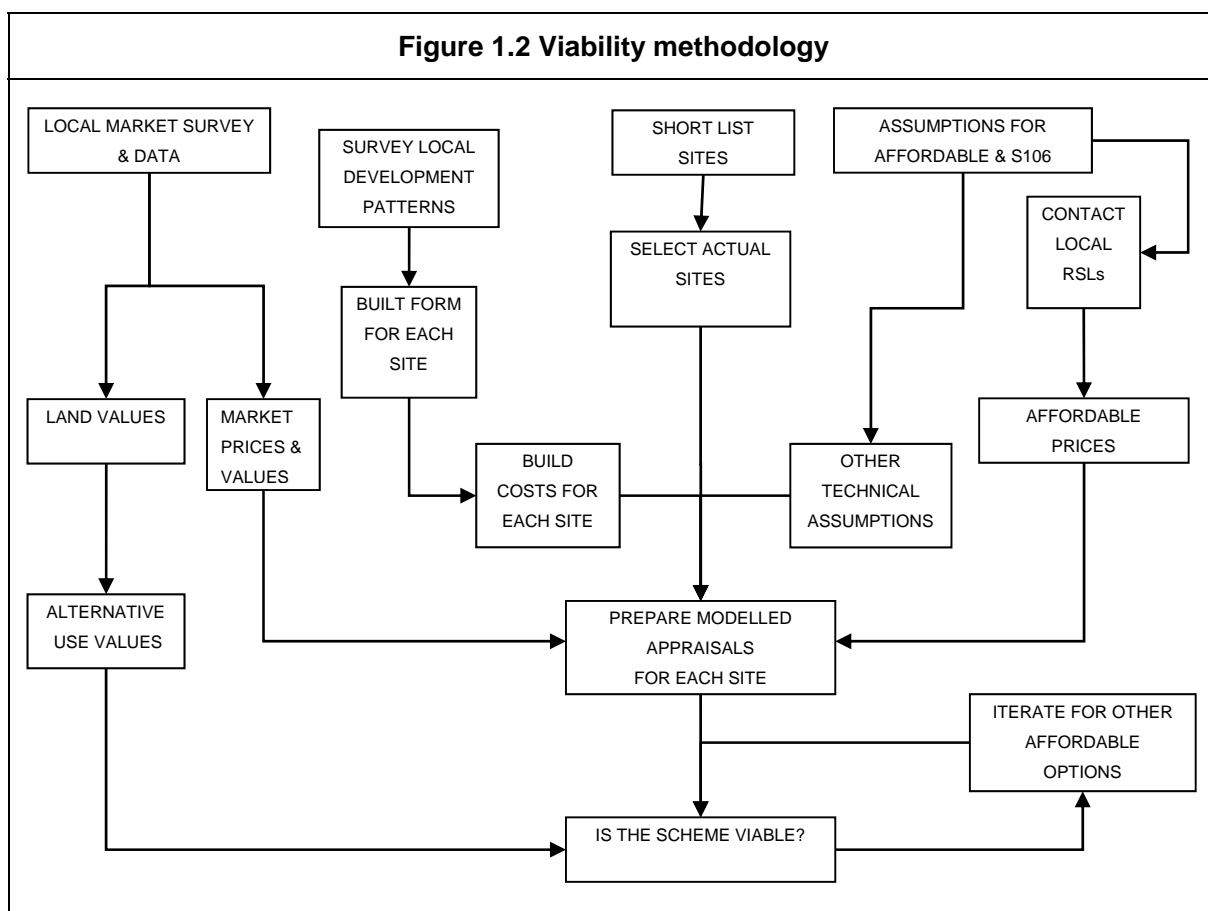 Figure 1.2 Viability methodology
LOCAL MARKET SURVEY
& DATA
SURVEY LOCAL
DEVELOPMENT
PATTERNS
SHORT LIST
SITES
ASSUMPTIONS FOR
AFFORDABLE & S106
CONTACT
LOCAL
RSLs
SELECT ACTUAL
SITES
BUILT FORM
FOR EACH
SITE
LAND VALUES
MARKET
PRICES &
VALUES
AFFORDABLE
PRICES
BUILD
COSTS FOR
EACH SITE
OTHER
TECHNICAL
ASSUMPTIONS
ALTERNATIVE
USE VALUES
PREPARE MODELLED
APPRAISALS
FOR EACH SITE
ITERATE FOR OTHER
AFFORDABLE
OPTIONS
IS THE SCHEME VIABLE?